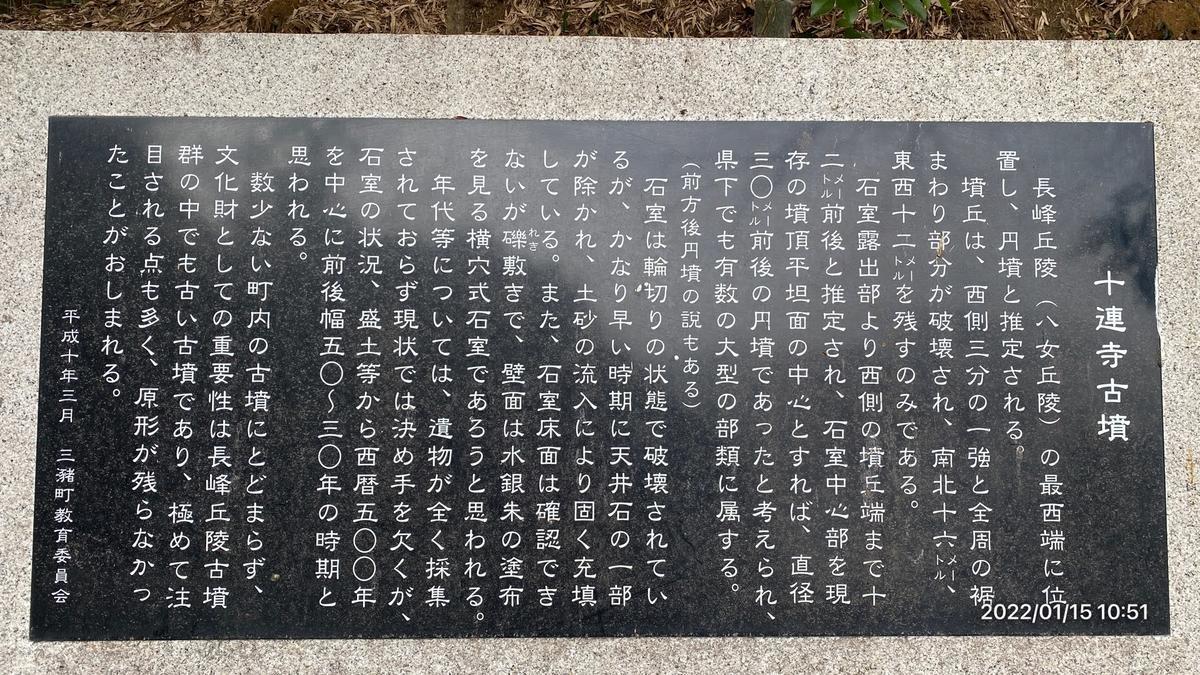 十連寺古墳
長峰丘陵（八女丘陵）の最西端に位
置し、円墳と推定される。
墳丘は、西側三分の一強と全周の裾
まわり部分が破壊され、南北十六メートル、
東西十二メートルを残すのみである。
石室露出部より西側の墳丘端まで十
二メートル前後と推定され、石室中心部を現
存の墳頂平坦面の中心とすれば、直径
三〇メートル前後の円墳であったと考えられ、
県下でも有数の大型の部類に属する。
（前方後円墳の説もある）
石室は輪切りの状態で破壊されてい
るが、かなり早い時期に天井石の一部
が除かれ、土砂の流入により固く充填
している。また、石室床面は確認でき
ないが礫敷きで、壁面は水銀朱の塗布
れき
を見る横穴式石室であろうと思われる。
年代等については、遺物が全く採集
されておらず現状では決め手を欠くが、
石室の状況、盛土等から西暦五〇〇年
を中心に前後幅五〇～三〇年の時期と
思われる。
数少ない町内の古墳にとどまらず、
文化財としての重要性は長峰丘陵古墳
群の中でも古い古墳であり、極めて注
目される点も多く、原形が残らなかっ
たことがおしまれる。
平成十年三月 三潴町教育委員会
2022/01/15 10:51